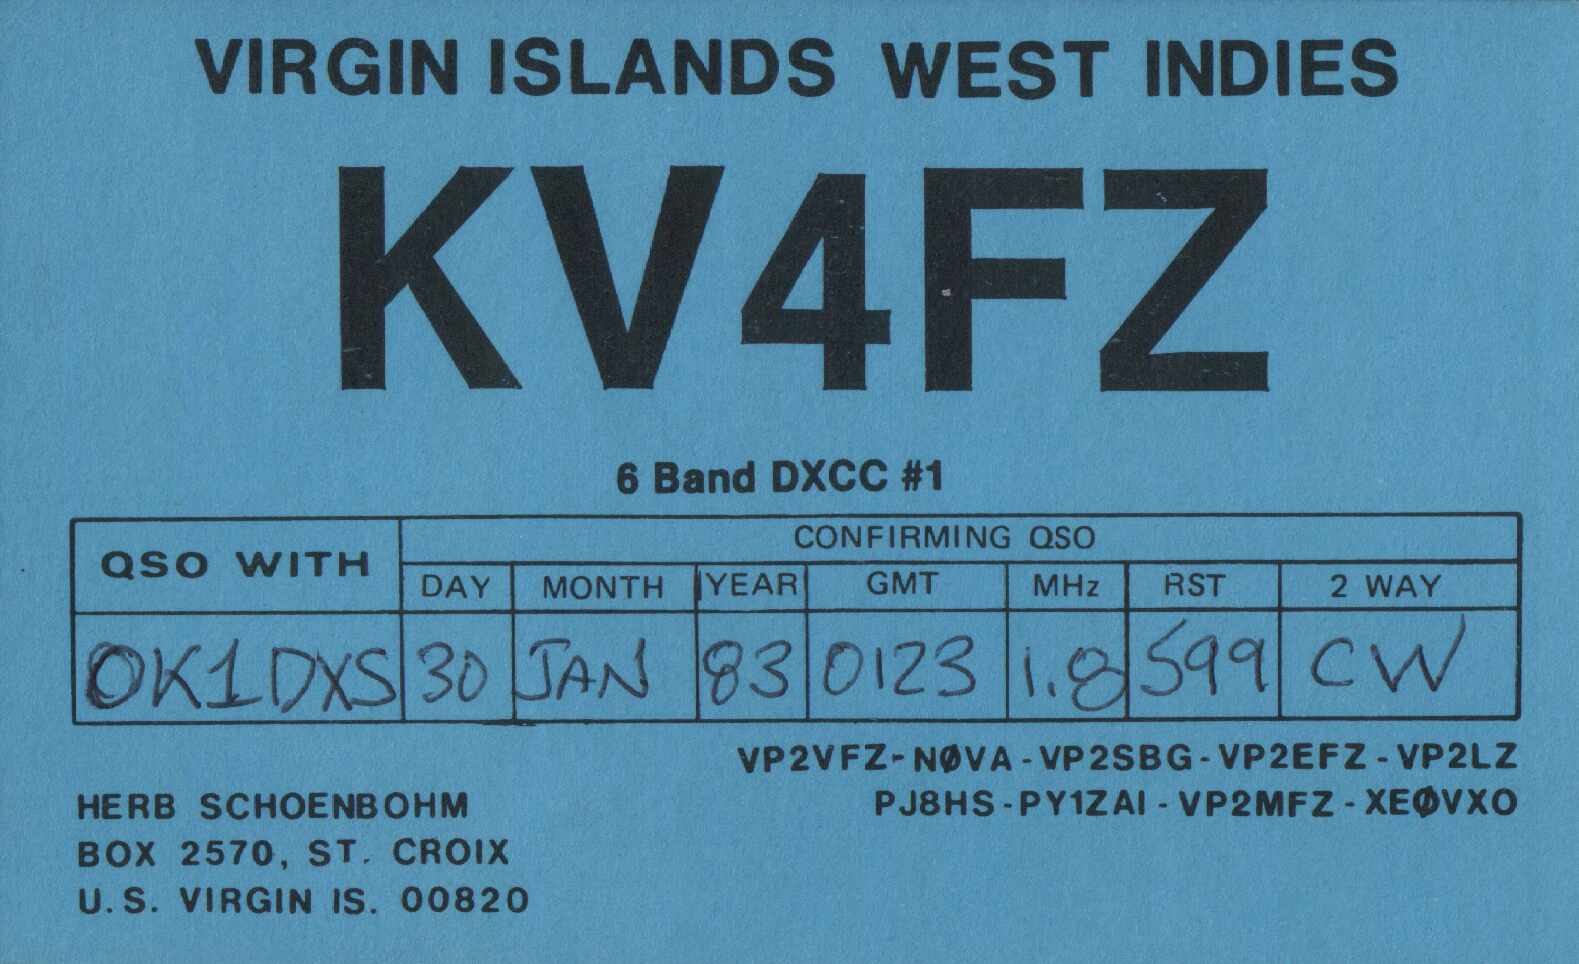 VIRGIN ISLANDS WEST INDIES
KV4FZ
6 Band DXCC #1
QSO WITH
CONFIRMING QSO
DAY MONTH YEAR GMT MHz RST 2 WAY
OK1DXS 30 JAN 83 0123 1.8 599 CW
VP2VFZ-NØVA-VP2SBG-VP2EFZ-VP2LZ
PJ8HS-PY1ZAI-VP2MFZ-XEØVXO
HERB SCHOENBOHM
BOX 2570, ST. CROIX
U.S. VIRGIN IS. 00820